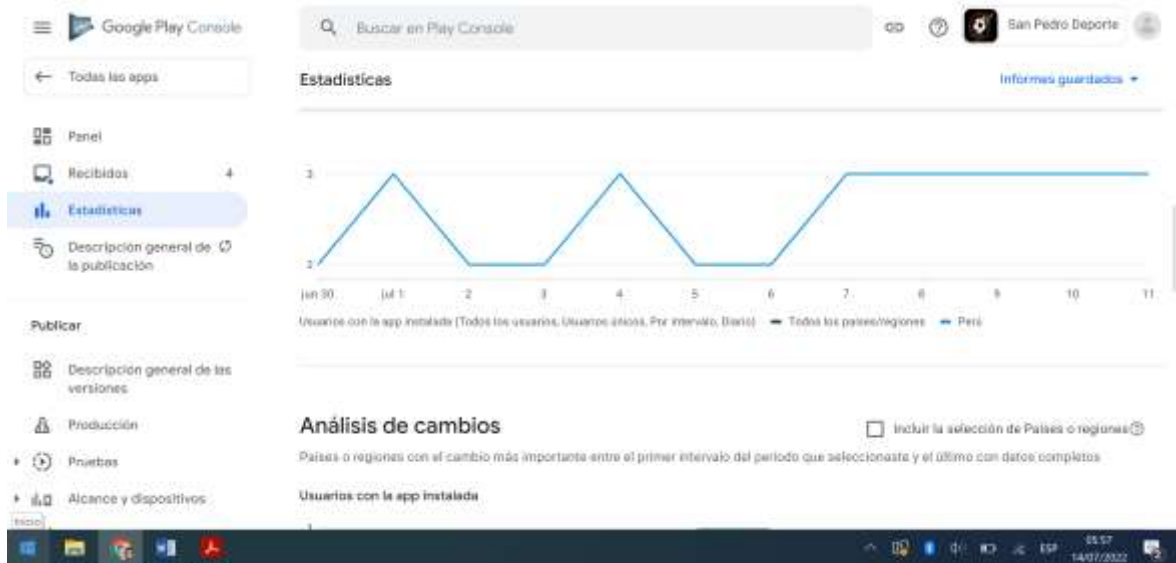 Google Play Console
Buscar en Play Console
San Pedro Deporte
Todas las apps
Estadísticas
Informes guardados
Panel
Recibidos 4
Estadísticas
Descripción general de la publicación
Publicar
Descripción general de las versiones
Producción
Pruebas
Alcance y dispositivos
Inicio
3
2
jun 30 jul 1 2 3 4 5 6 7 8 9 10 11
Usuarios con la app instalada (Todos los usuarios, Usuarios únicos, Por intervalo, Diario) Todos los países/regiones Perú
Análisis de cambios
Incluir la selección de Países o regiones
Países o regiones con el cambio más importante entre el primer intervalo del período que seleccionaste y el último con datos completos
Usuarios con la app instalada
ESP
05:57
14/07/2022